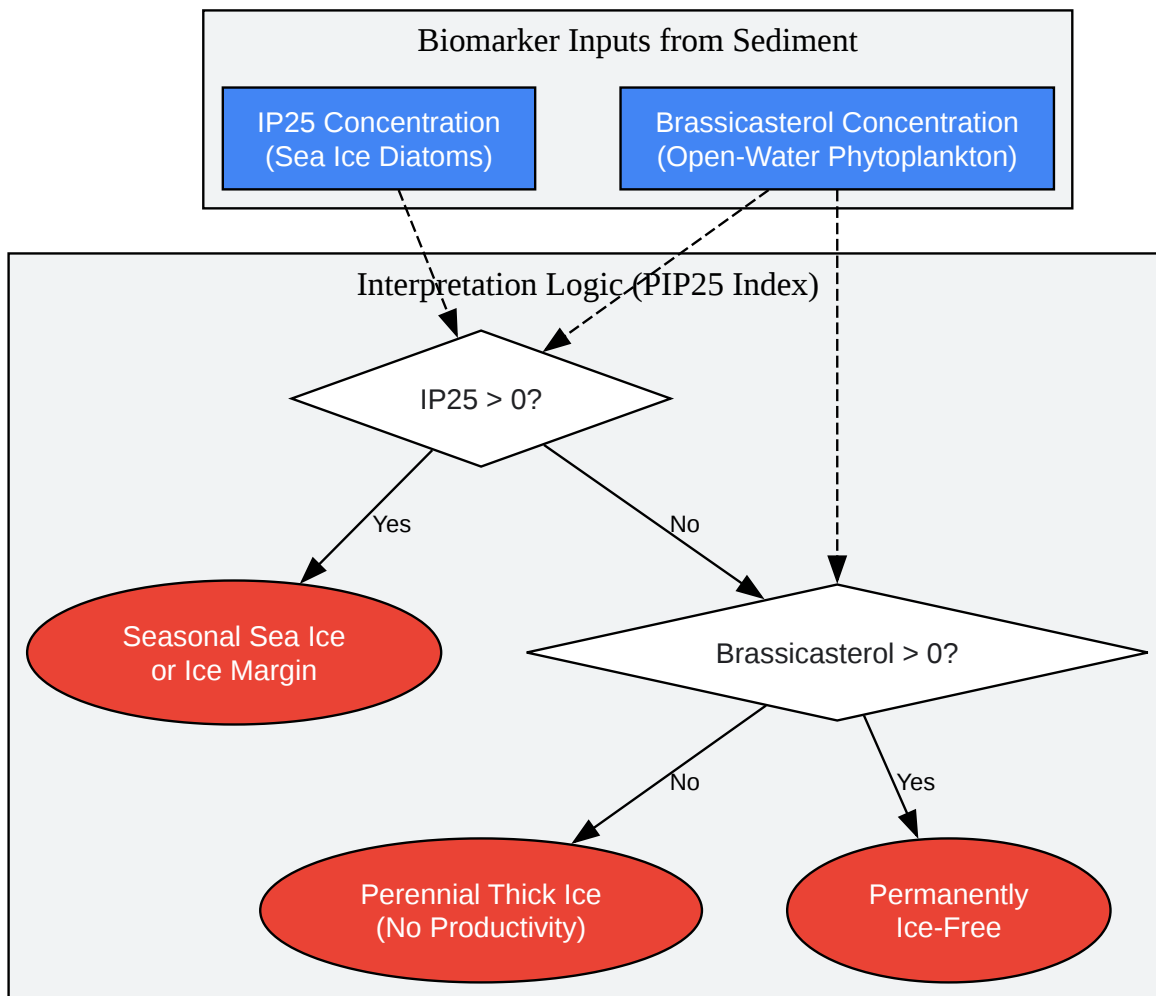 Biomarker Inputs from Sediment
IP25 Concentration
(Sea Ice Diatoms)
Brassicasterol Concentration
(Open-Water Phytoplankton)
Interpretation Logic (PIP25 Index)
IP25 > 0?
Yes
No
Seasonal Sea Ice
or Ice Margin
Brassicasterol > 0?
No
Yes
Perennial Thick Ice
(No Productivity)
Permanently
Ice-Free